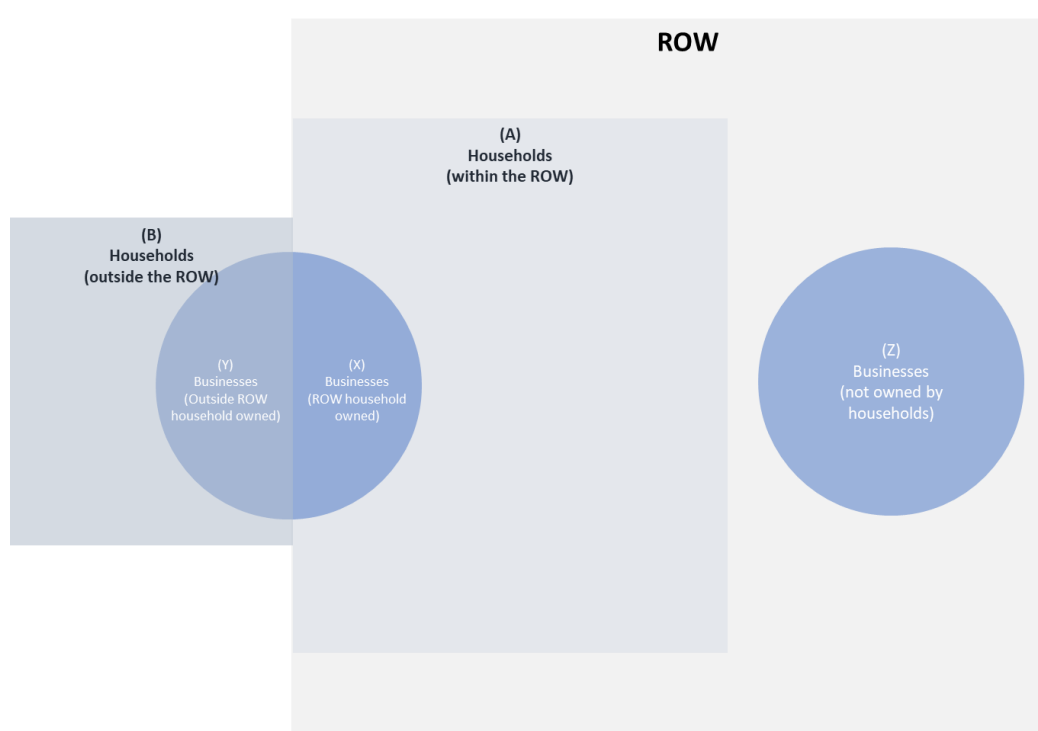 ROW
(A)
Households
(within the ROW)
(B)
Households
(outside the ROW)
(Y)
Businesses
(Outside ROW
household owned)
(X)
Businesses
(ROW household
owned)
(Z)
Businesses
(not owned by
households)